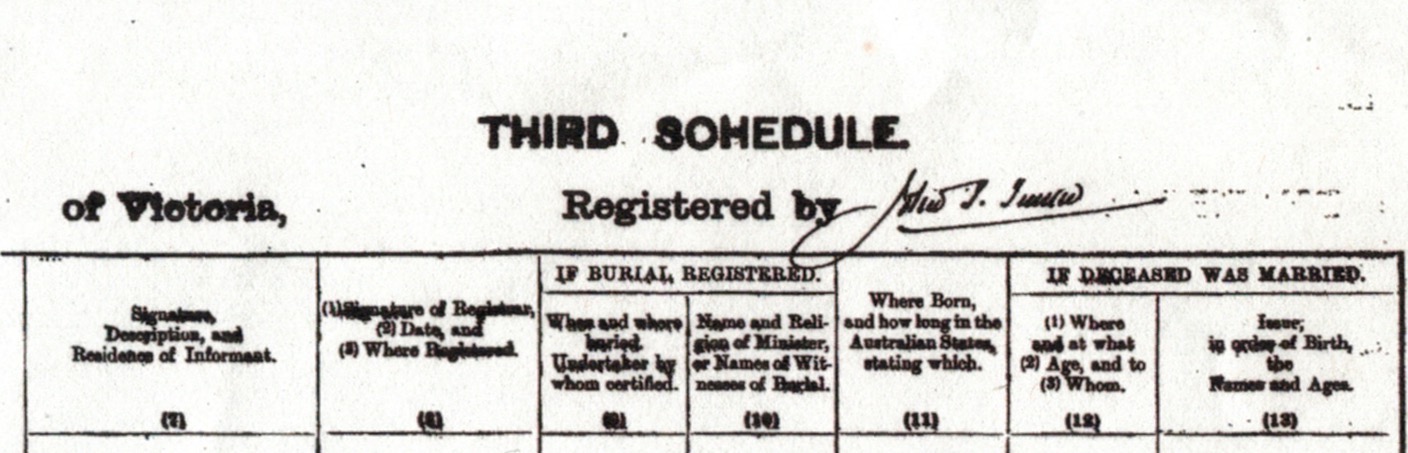 THIRD SCHEDULE.
of Victoria, Registered by
IF BURIAL REGISTERED.
IF DECEASED WAS MARRIED.
Signature,
Description, and
Residence of Informant.
(7)
(1) Signature of Registrar,
(2) Date, and
(3) Where Registered.
(8)
When and where
buried.
Undertaker by
whom certified.
(9)
Name and Reli-
gion of Minister,
or Names of Wit-
nesses of Burial.
(10)
Where Born,
and how long in the
Australian States,
stating which.
(11)
(1) Where
and at what
(2) Age, and to
(3) Whom.
(12)
Issue,
in order of Birth,
the
Names and Ages.
(13)